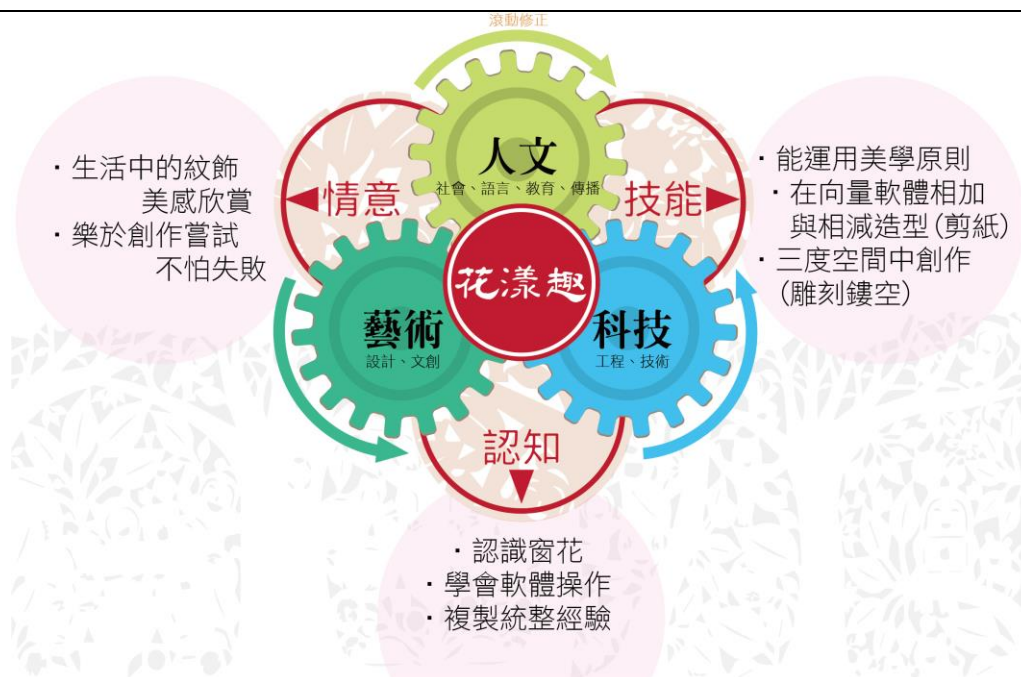 滾動修正
人文
社會、語言、教育、傳播
情意
技能
・生活中的紋飾
美感欣賞
・樂於創作嘗試
不怕失敗
・能運用美學原則
・在向量軟體相加
與相減造型(剪紙)
・三度空間中創作
(雕刻鏤空)
花漾趣
藝術
設計、文創
科技
工程、技術
認知
・認識窗花
・學會軟體操作
・複製統整經驗